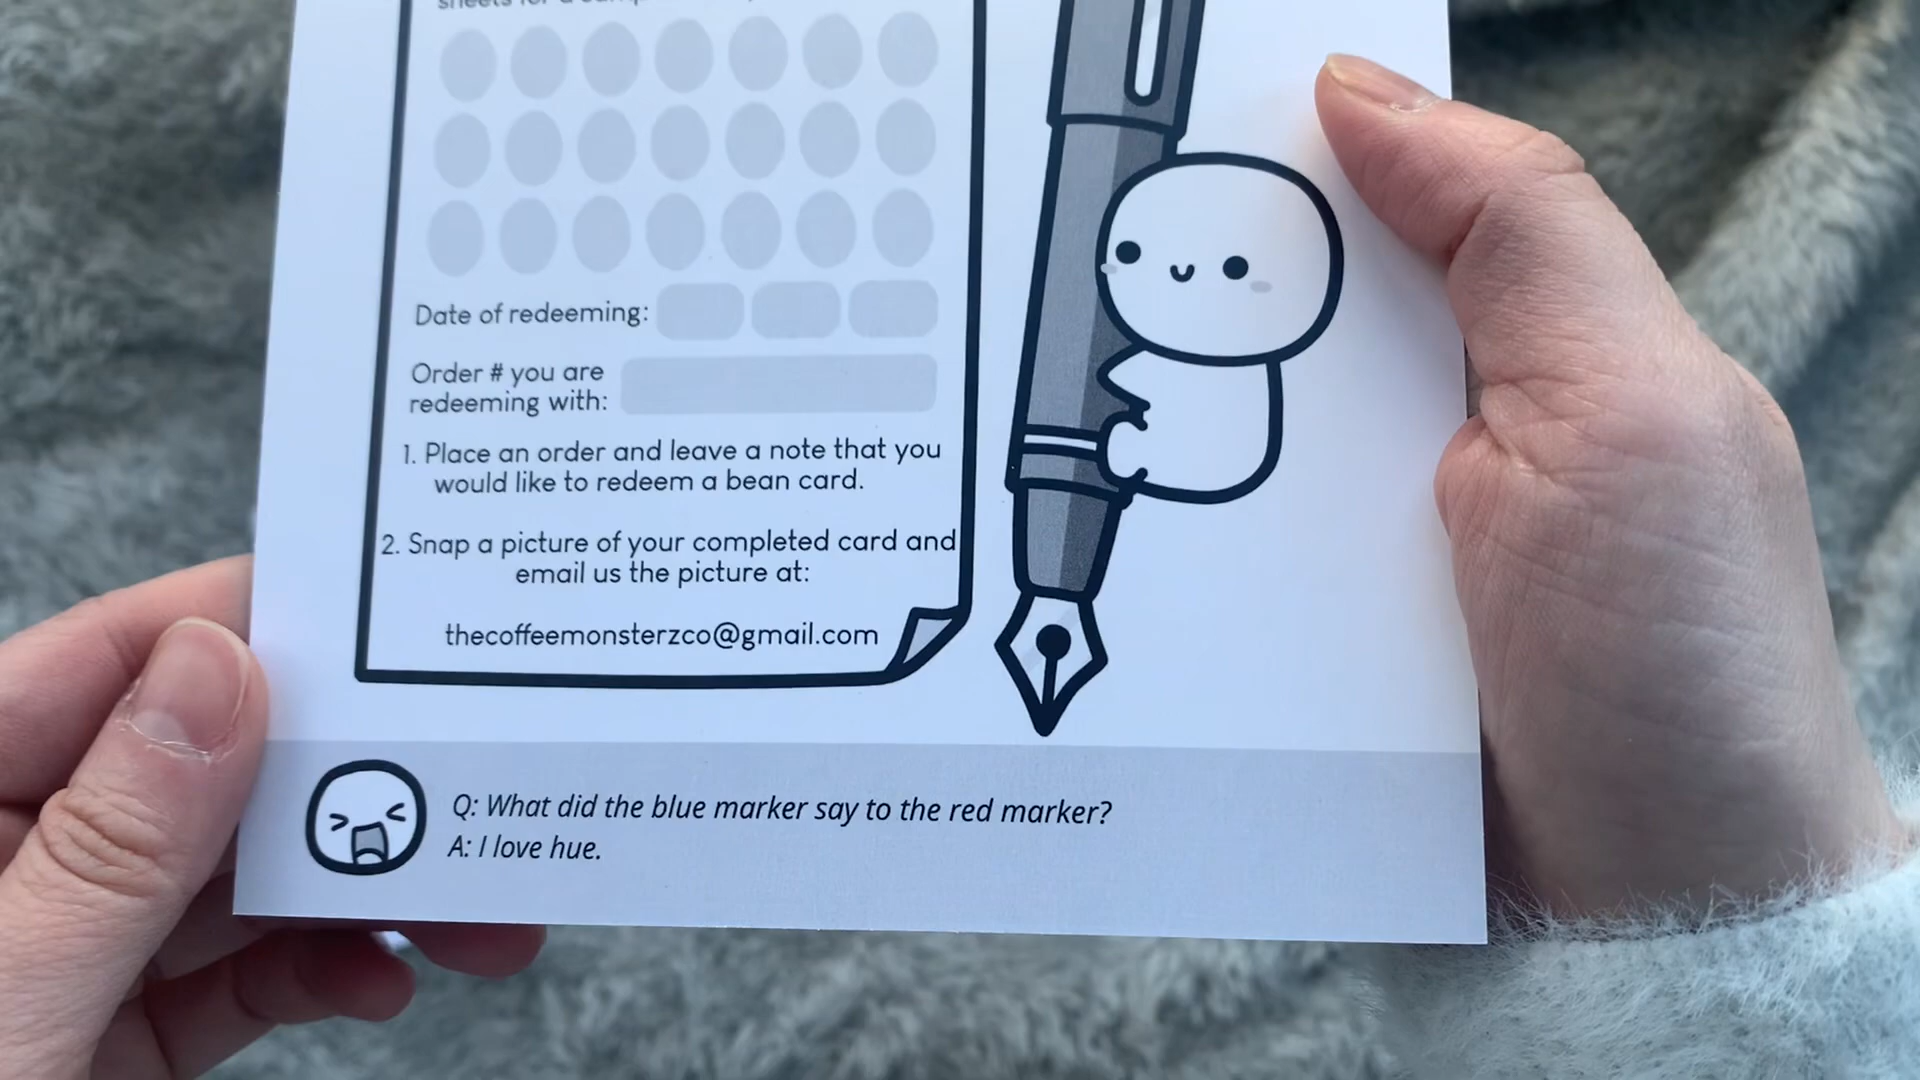 sheets for a
Date of redeeming:
Order # you are
redeeming with:
1. Place an order and leave a note that you
would like to redeem a bean card.
2. Snap a picture of your completed card and
email us the picture at:
thecoffeemonsterzco@gmail.com
Q: What did the blue marker say to the red marker?
A: I love hue.